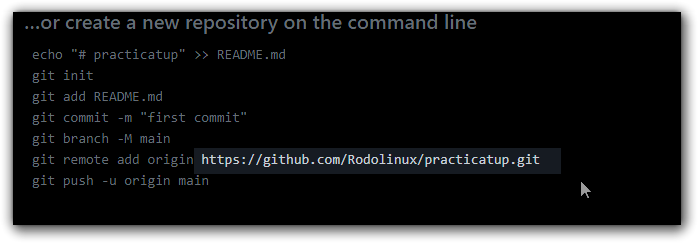 ...or create a new repository on the command line
echo "# practicatup" >> README.md
git init
git add README.md
git commit -m "first commit"
git branch -M main
git remote add origin https://github.com/Rodolinux/practicatup.git
git push -u origin main